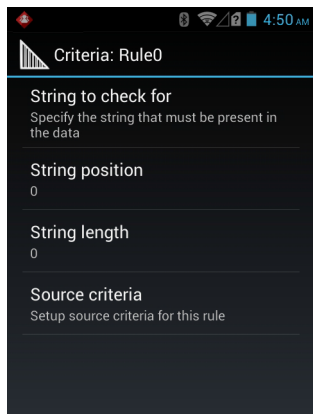 4:50 AM
Criteria: Rule0
String to check for
Specify the string that must be present in
the data
String position
0
String length
0
Source criteria
Setup source criteria for this rule